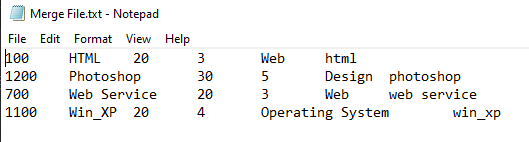 Merge File.txt - Notepad
File Edit Format View Help
100 HTML 20 3 Web html
1200 Photoshop 30 5 Design photoshop
700 Web Service 20 3 Web web service
1100 Win_XP 20 4 Operating System win_xp